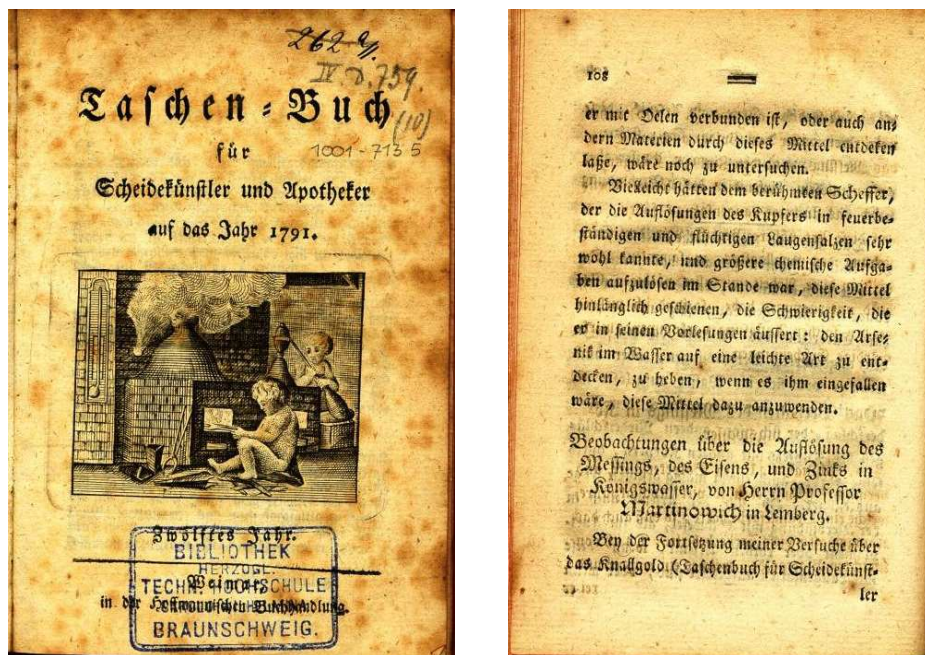 262 
IV D. 759.
(10)
1001-7135
Taschen-Buch
für
Scheidekünstler und Apotheker
auf das Jahr 1791.
Zwölftes Jahr.
Weimar,
in der Hoffmannischen Buchhandlung.
BIBLIOTHEK
HERZOGL.
TECHN. HOCHSCHULE
BRAUNSCHWEIG.
108
er mit Oelen verbunden ist, oder auch an⸗
dern Materien durch dieses Mittel entdeken
laße, wäre noch zu untersuchen.
Vielleicht hätten dem berühmten Scheffer,
der die Auflösungen des Kupfers in feuerbe⸗
ständigen und flüchtigen Laugensalzen sehr
wohl kannte, und größere chemische Aufga⸗
ben aufzulösen im Stande war, diese Mittel
hinlänglich geschienen, die Schwierigkeit, die
er in seinen Vorlesungen äussert: den Arse⸗
nik im Wasser auf eine leichte Art zu ent⸗
decken, zu heben, wenn es ihm eingefallen
wäre, diese Mittel dazu anzuwenden.
Beobachtungen über die Auflösung des
Messings, des Eisens, und Zinks in
Königswasser, von Herrn Professor
Martinowich in Lemberg.
Bey der Fortsetzung meiner Versuche über
das Knallgold (Taschenbuch für Scheidekünst⸗
ler